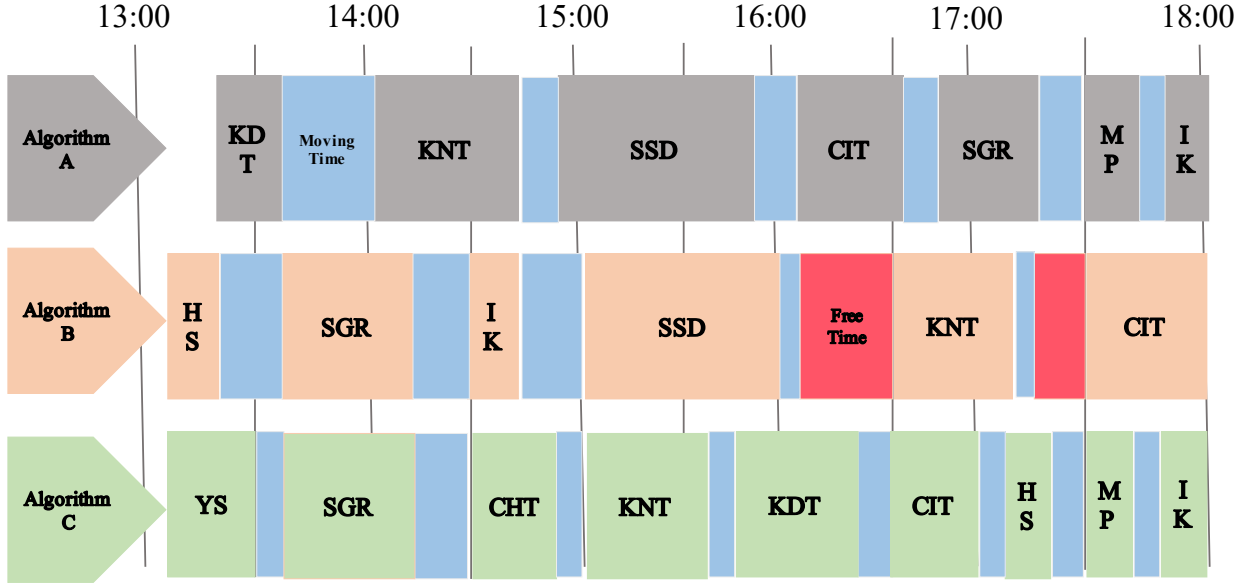 13:00 14:00 15:00 16:00 17:00 18:00
Algorithm
A
KD
T
Moving
Time
KNT
SSD
CIT
SGR
M
P
I
K
Algorithm
B
H
S
SGR
I
K
SSD
Free
Time
KNT
CIT
Algorithm
C
YS
SGR
CHT
KNT
KDT
CIT
H
S
M
P
I
K